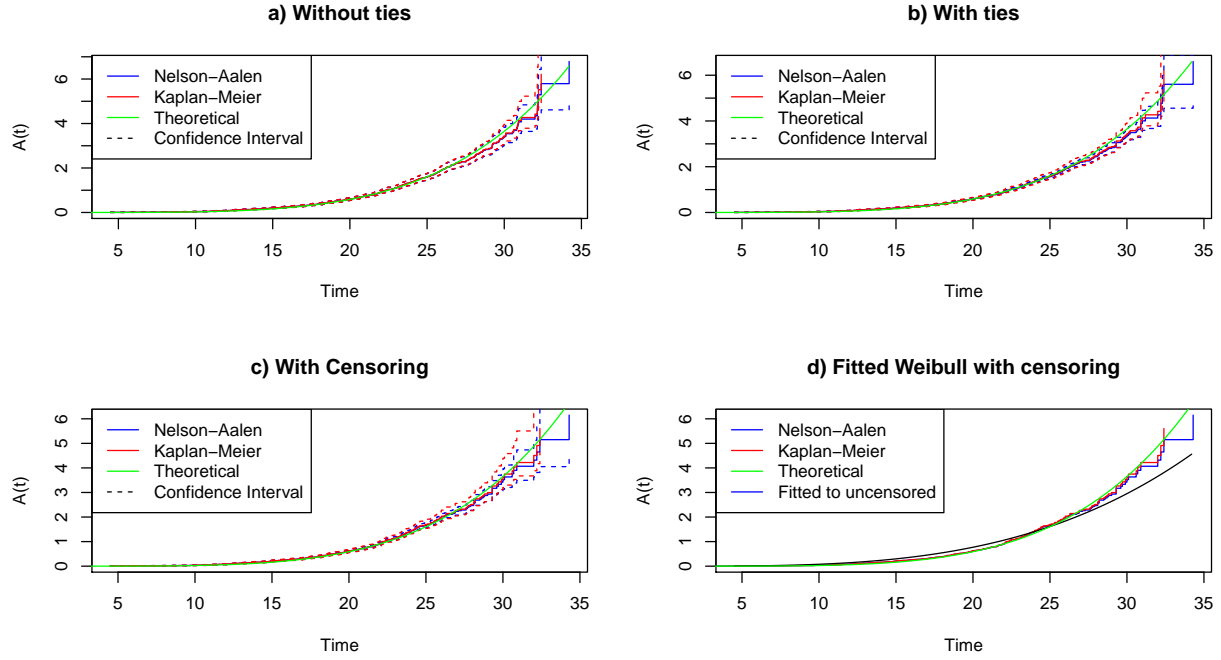 a) Without ties
A(t)
0 2 4 6
Nelson−Aalen
Kaplan−Meier
Theoretical
Confidence Interval
5 10 15 20 25 30 35
Time
b) With ties
A(t)
0 2 4 6
Nelson−Aalen
Kaplan−Meier
Theoretical
Confidence Interval
5 10 15 20 25 30 35
Time
c) With Censoring
A(t)
0 1 2 3 4 5 6
Nelson−Aalen
Kaplan−Meier
Theoretical
Confidence Interval
5 10 15 20 25 30 35
Time
d) Fitted Weibull with censoring
A(t)
0 1 2 3 4 5 6
Nelson−Aalen
Kaplan−Meier
Theoretical
Fitted to uncensored
5 10 15 20 25 30 35
Time